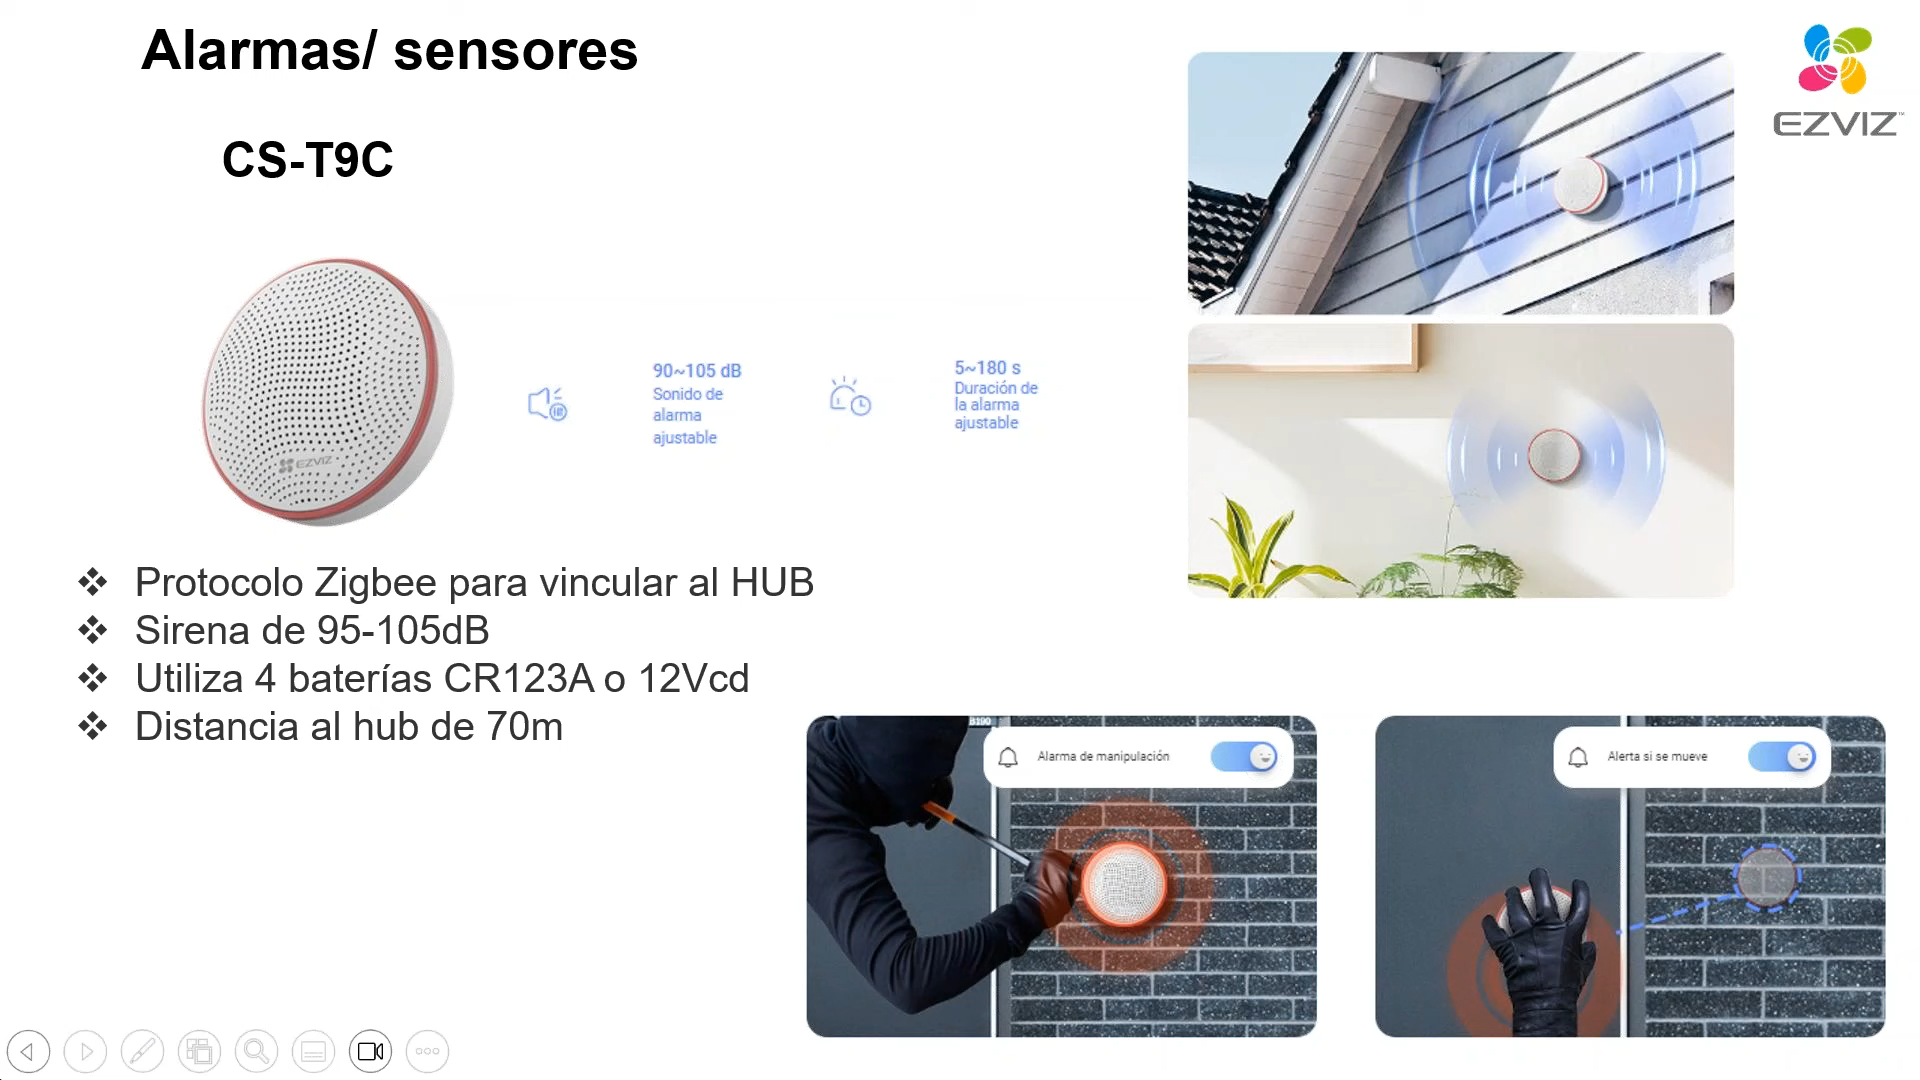 Alarmas/ sensores
EZVIZ™
CS-T9C
EZVIZ
90~105 dB
Sonido de
alarma
ajustable
5~180 s
Duración de
la alarma
ajustable
❖ Protocolo Zigbee para vincular al HUB
❖ Sirena de 95-105dB
❖ Utiliza 4 baterías CR123A o 12Vcd
❖ Distancia al hub de 70m
Alarma de manipulación
Alerta si se mueve